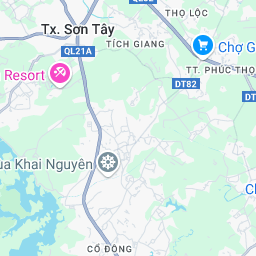 THỌ LỘC
Tx. Sơn Tây
TÍCH GIANG
QL21A
Chợ G
Resort
TT. PHÚC THỌ
DT82
DT
ùa Khai Nguyên
Ch
CỔ ĐÔNG